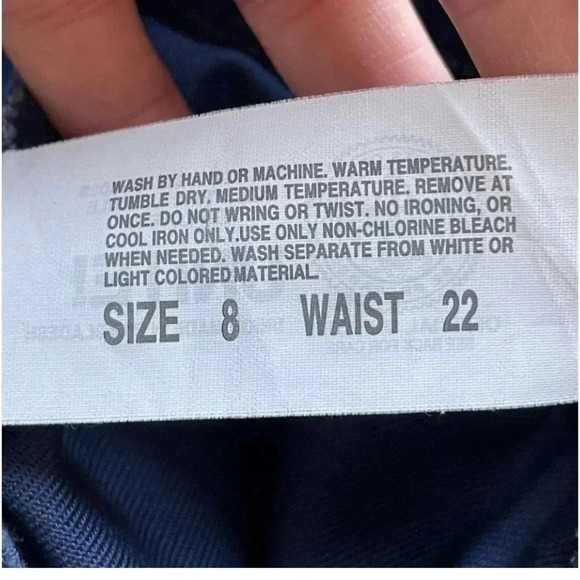 WASH BY HAND OR MACHINE. WARM TEMPERATURE.
TUMBLE DRY. MEDIUM TEMPERATURE. REMOVE AT
ONCE. DO NOT WRING OR TWIST. NO IRONING, OR
COOL IRON ONLY.USE ONLY NON-CHLORINE BLEACH
WHEN NEEDED. WASH SEPARATE FROM WHITE OR
LIGHT COLORED MATERIAL.
SIZE 8 WAIST 22